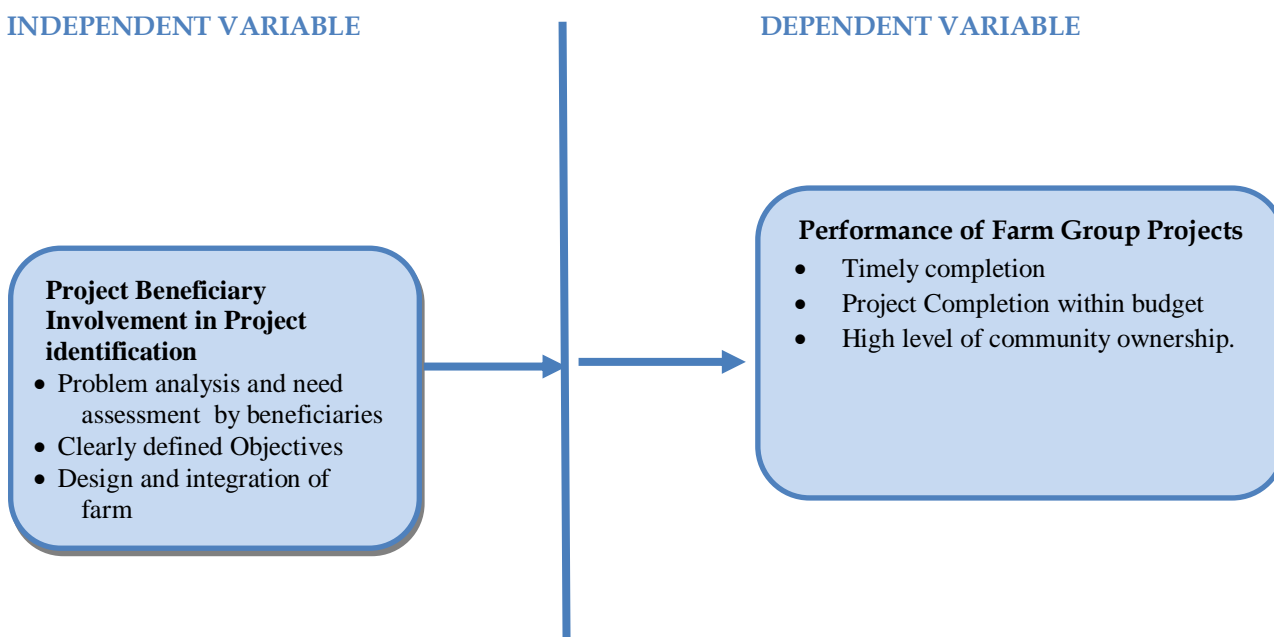 INDEPENDENT VARIABLE
DEPENDENT VARIABLE
Project Beneficiary
Involvement in Project
identification
• Problem analysis and need
assessment by beneficiaries
• Clearly defined Objectives
• Design and integration of
farm
Performance of Farm Group Projects
• Timely completion
• Project Completion within budget
• High level of community ownership.